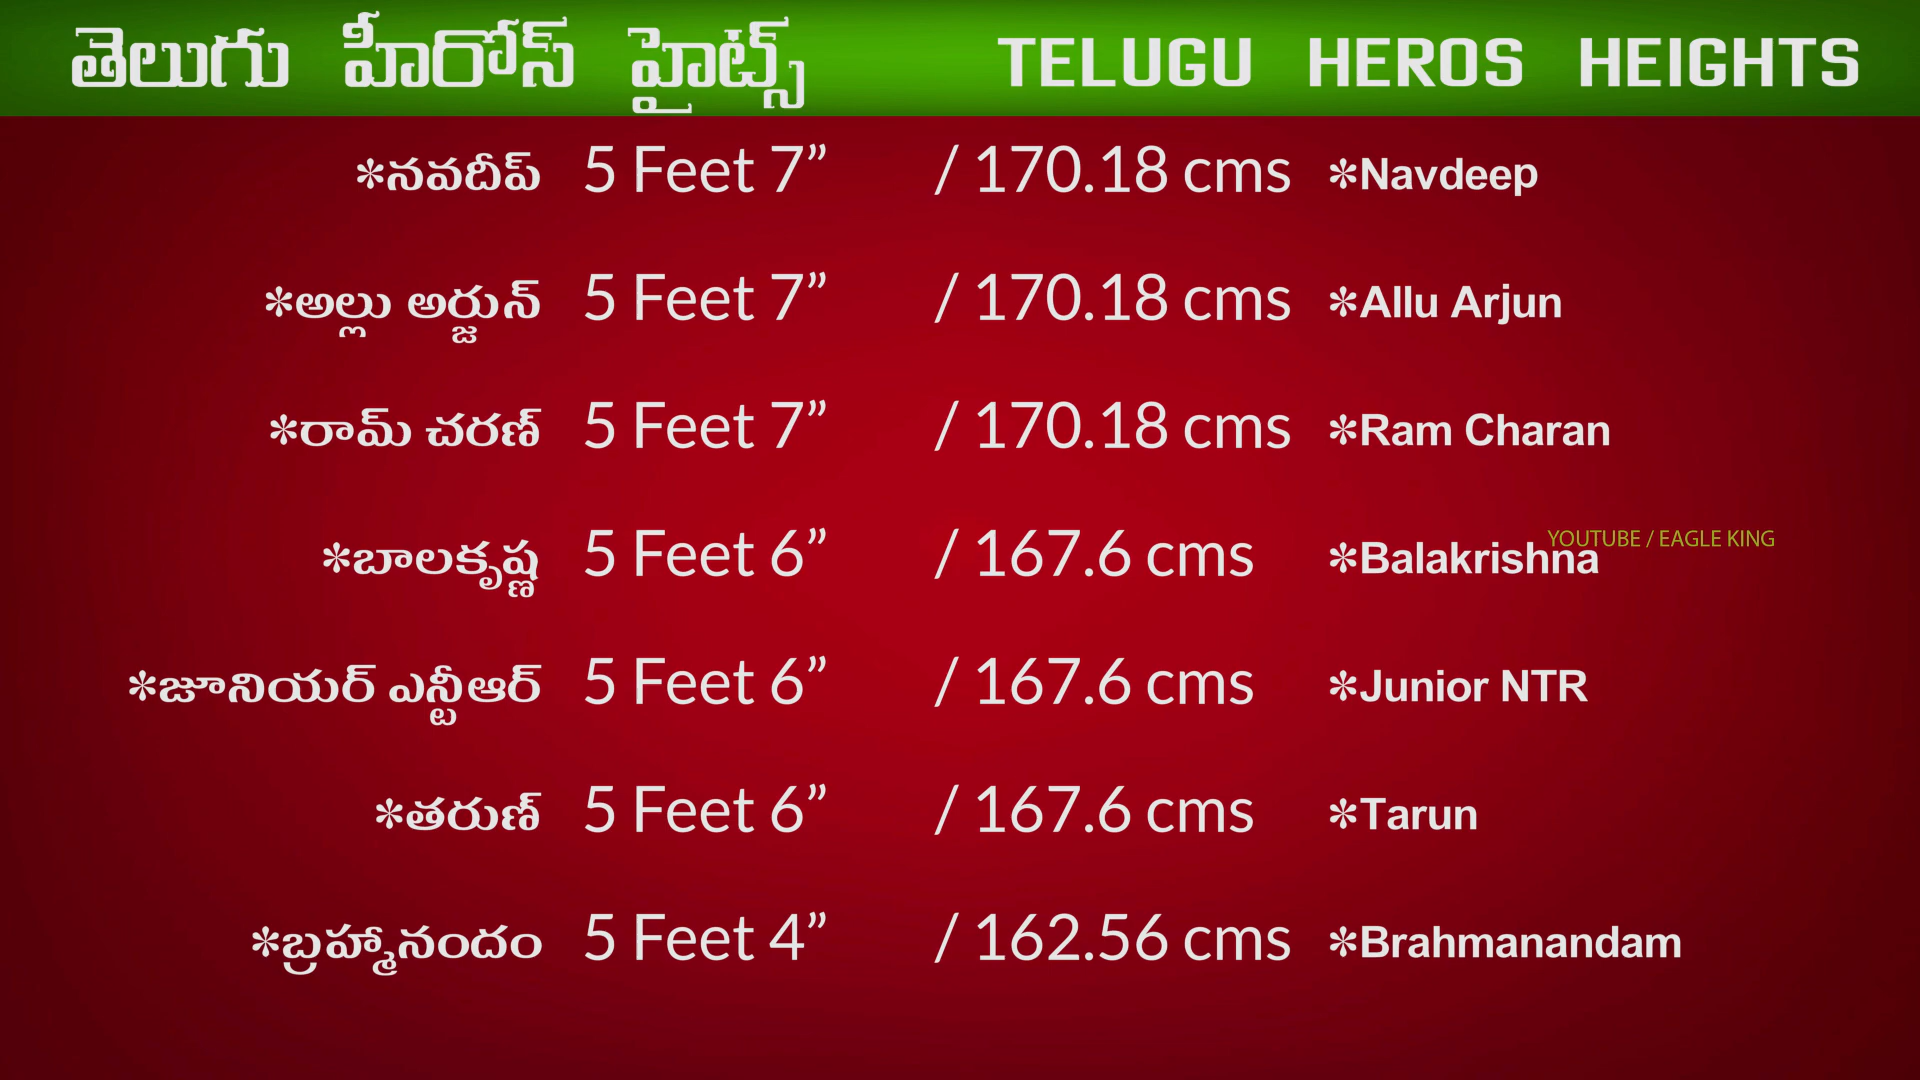 తెలుగు హీరోస్ హైట్స్ TELUGU HEROS HEIGHTS
*నవదీప్ 5 Feet 7” / 170.18 cms *Navdeep
*అల్లు అర్జున్ 5 Feet 7” / 170.18 cms *Allu Arjun
*రామ్ చరణ్ 5 Feet 7” / 170.18 cms *Ram Charan
YOUTUBE / EAGLE KING
*బాలకృష్ణ 5 Feet 6” / 167.6 cms *Balakrishna
*జూనియర్ ఎన్టీఆర్ 5 Feet 6” / 167.6 cms *Junior NTR
*తరుణ్ 5 Feet 6” / 167.6 cms *Tarun
*బ్రహ్మానందం 5 Feet 4” / 162.56 cms *Brahmanandam